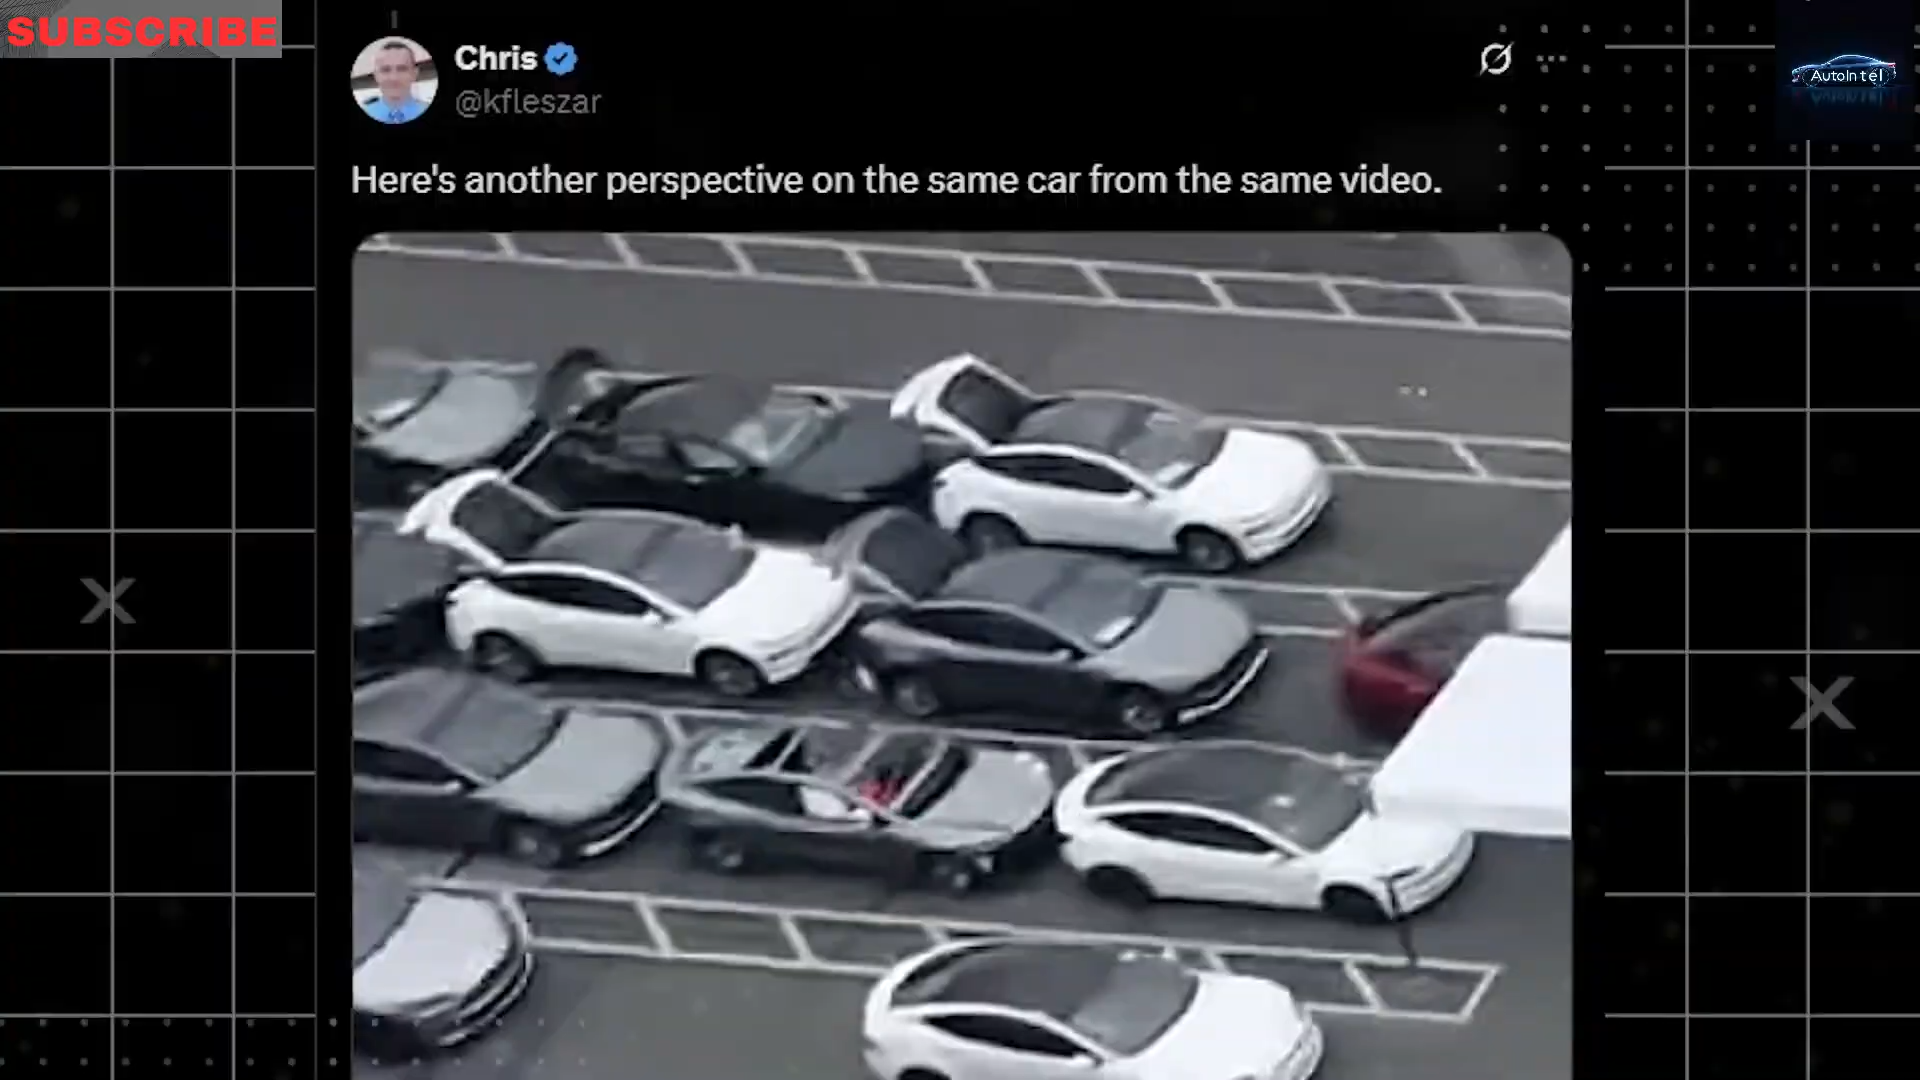 SUBSCRIBE
Chris
@kfleszar
AutoIntel
Here's another perspective on the same car from the same video.